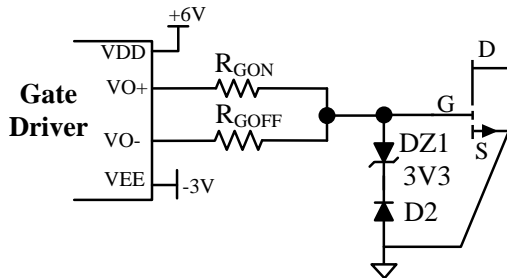 +6V
VDD
RGON
D
Gate
Driver
VO+
G
RGOFF
VO-
DZ1
3V3
S
VEE
-3V
D2